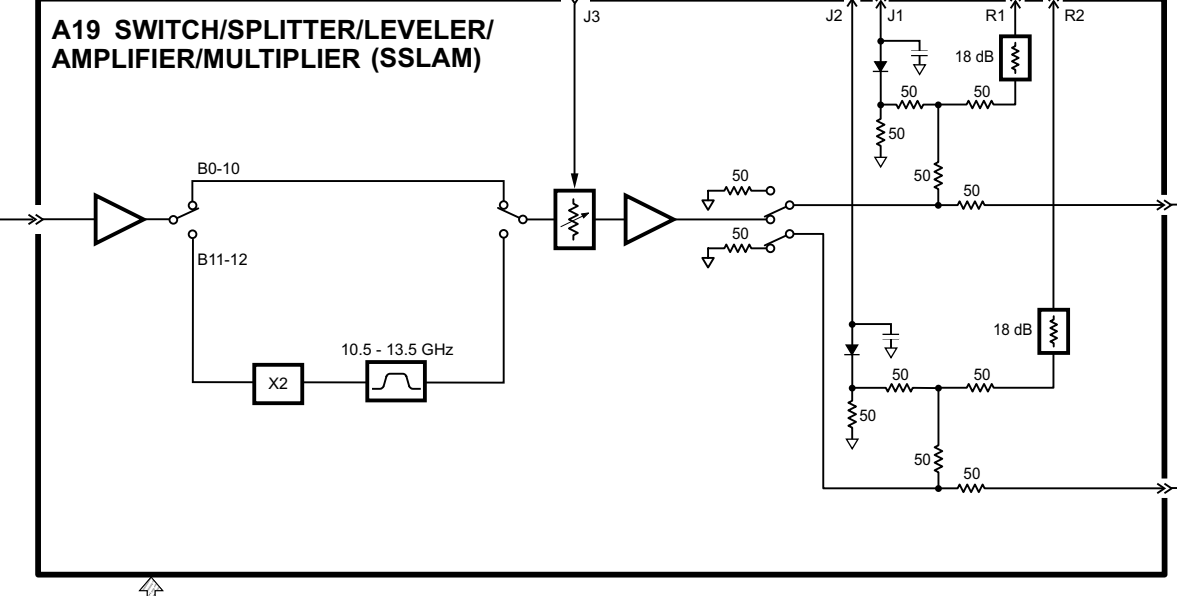 J3
J2
J1
R1
R2
A19 SWITCH/SPLITTER/LEVELER/
AMPLIFIER/MULTIPLIER (SSLAM)
18 dB
50
50
50
B0-10
50
50
50
50
B11-12
18 dB
10.5 - 13.5 GHz
X2
50
50
50
50
50